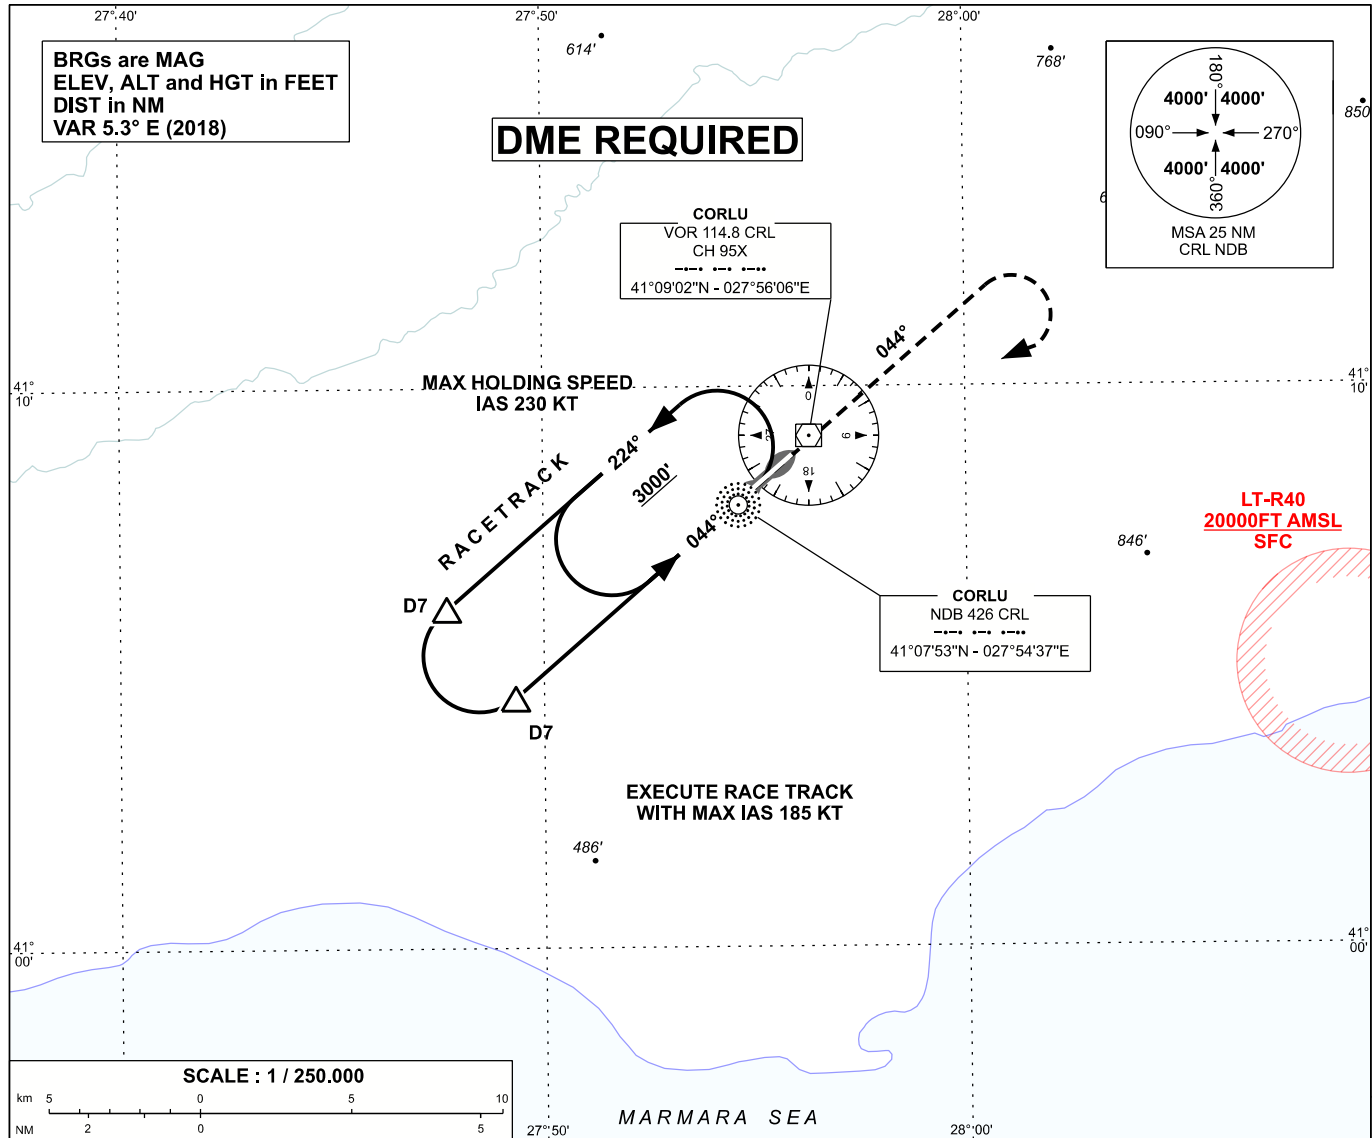 27°40' 27°50' 28°00'
BRGs are MAG
ELEV, ALT and HGT in FEET
DIST in NM
VAR 5.3° E (2018)
614'
768'
850
DME REQUIRED
180°
4000' 4000'
090° 270°
4000' 4000'
360°
MSA 25 NM
CRL NDB
6
CORLU
VOR 114.8 CRL
CH 95X
41°09'02"N - 027°56'06"E
044°
41°
10'
41°
10'
MAX HOLDING SPEED
IAS 230 KT
0
9
18
224°
3000'
RACETRACK
044°
LT-R40
20000FT AMSL
SFC
846'
D7
CORLU
NDB 426 CRL
41°07'53"N - 027°54'37"E
D7
EXECUTE RACE TRACK
WITH MAX IAS 185 KT
486'
41°
00'
41°
00'
SCALE : 1 / 250.000
km 5 0 5 10
NM 2 0 5
MARMARA SEA
27°50' 28°00'